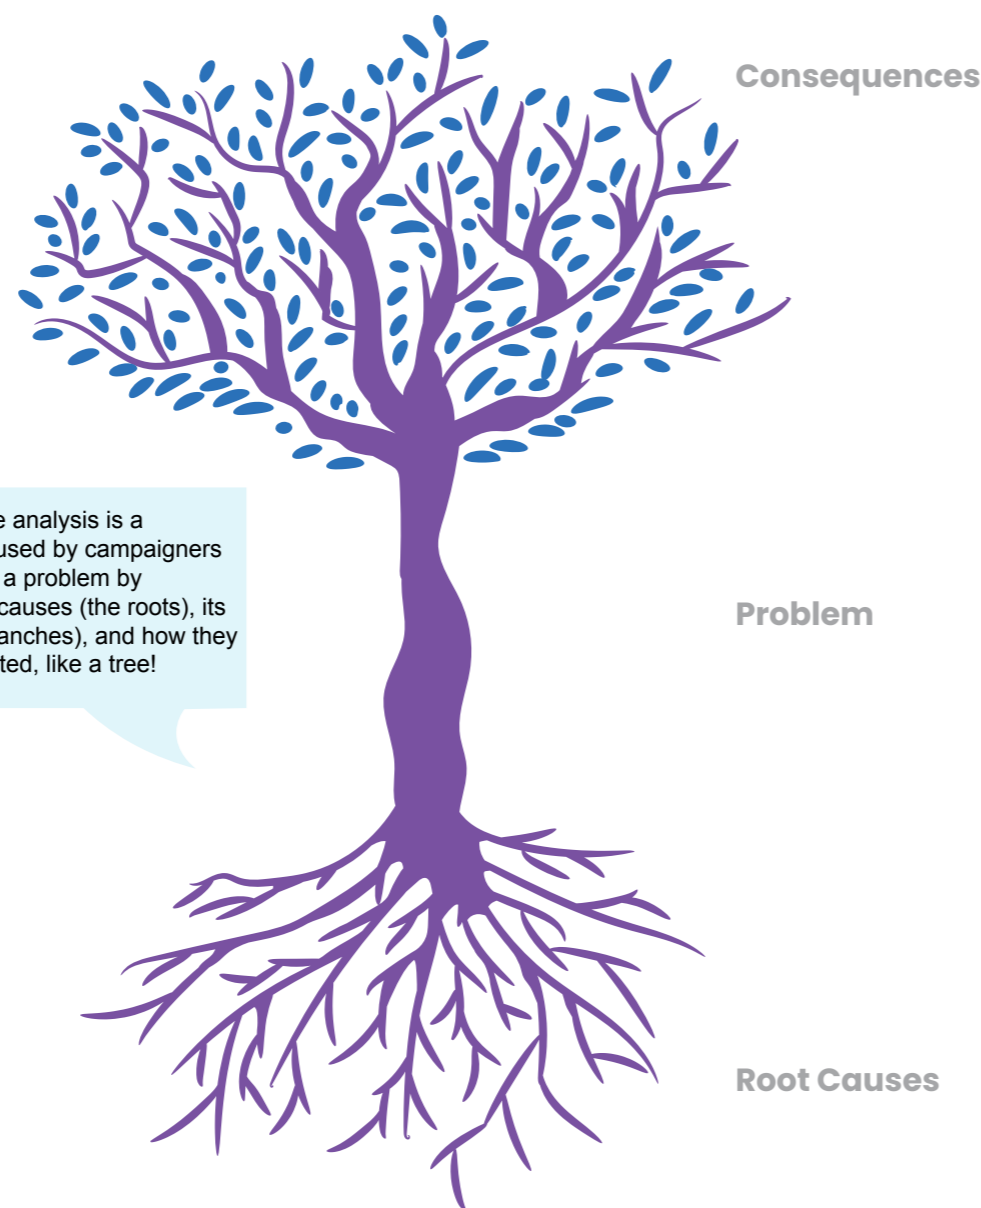 Consequences
e analysis is a
used by campaigners
a problem by
causes (the roots), its
anches), and how they
ted, like a tree!
Problem
Root Causes